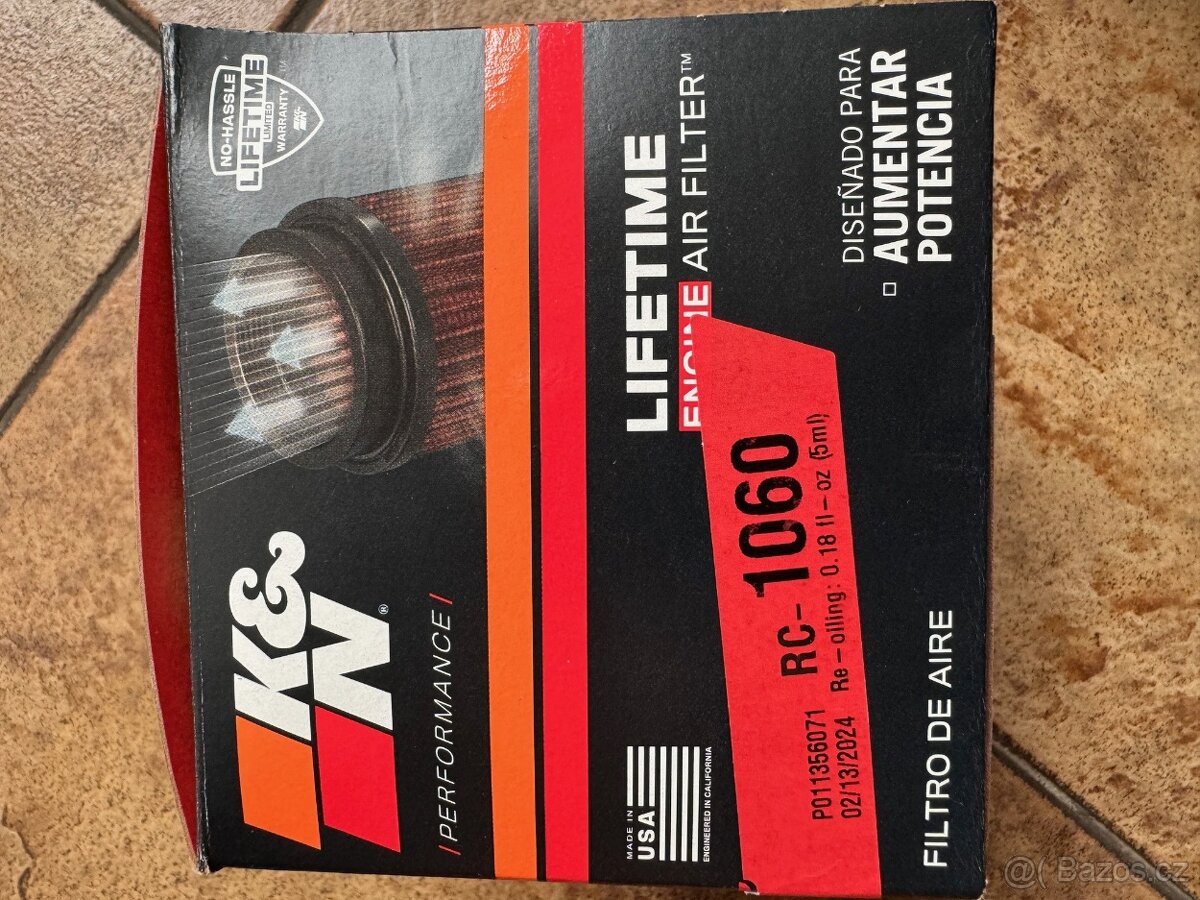 K&N®
/PERFORMANCE/
NO-HASSLE
LIFETIME
LIMITED
WARRANTY™
K&N
LIFETIME
ENGINE AIR FILTER™
MADE IN
USA
ENGINEERED IN CALIFORNIA
P011356071 RC-1060
02/13/2024 Re-oiling: 0.18 fl-oz (5ml)
DISEÑADO PARA
AUMENTAR
POTENCIA
FILTRO DE AIRE
@( Bazos.cz